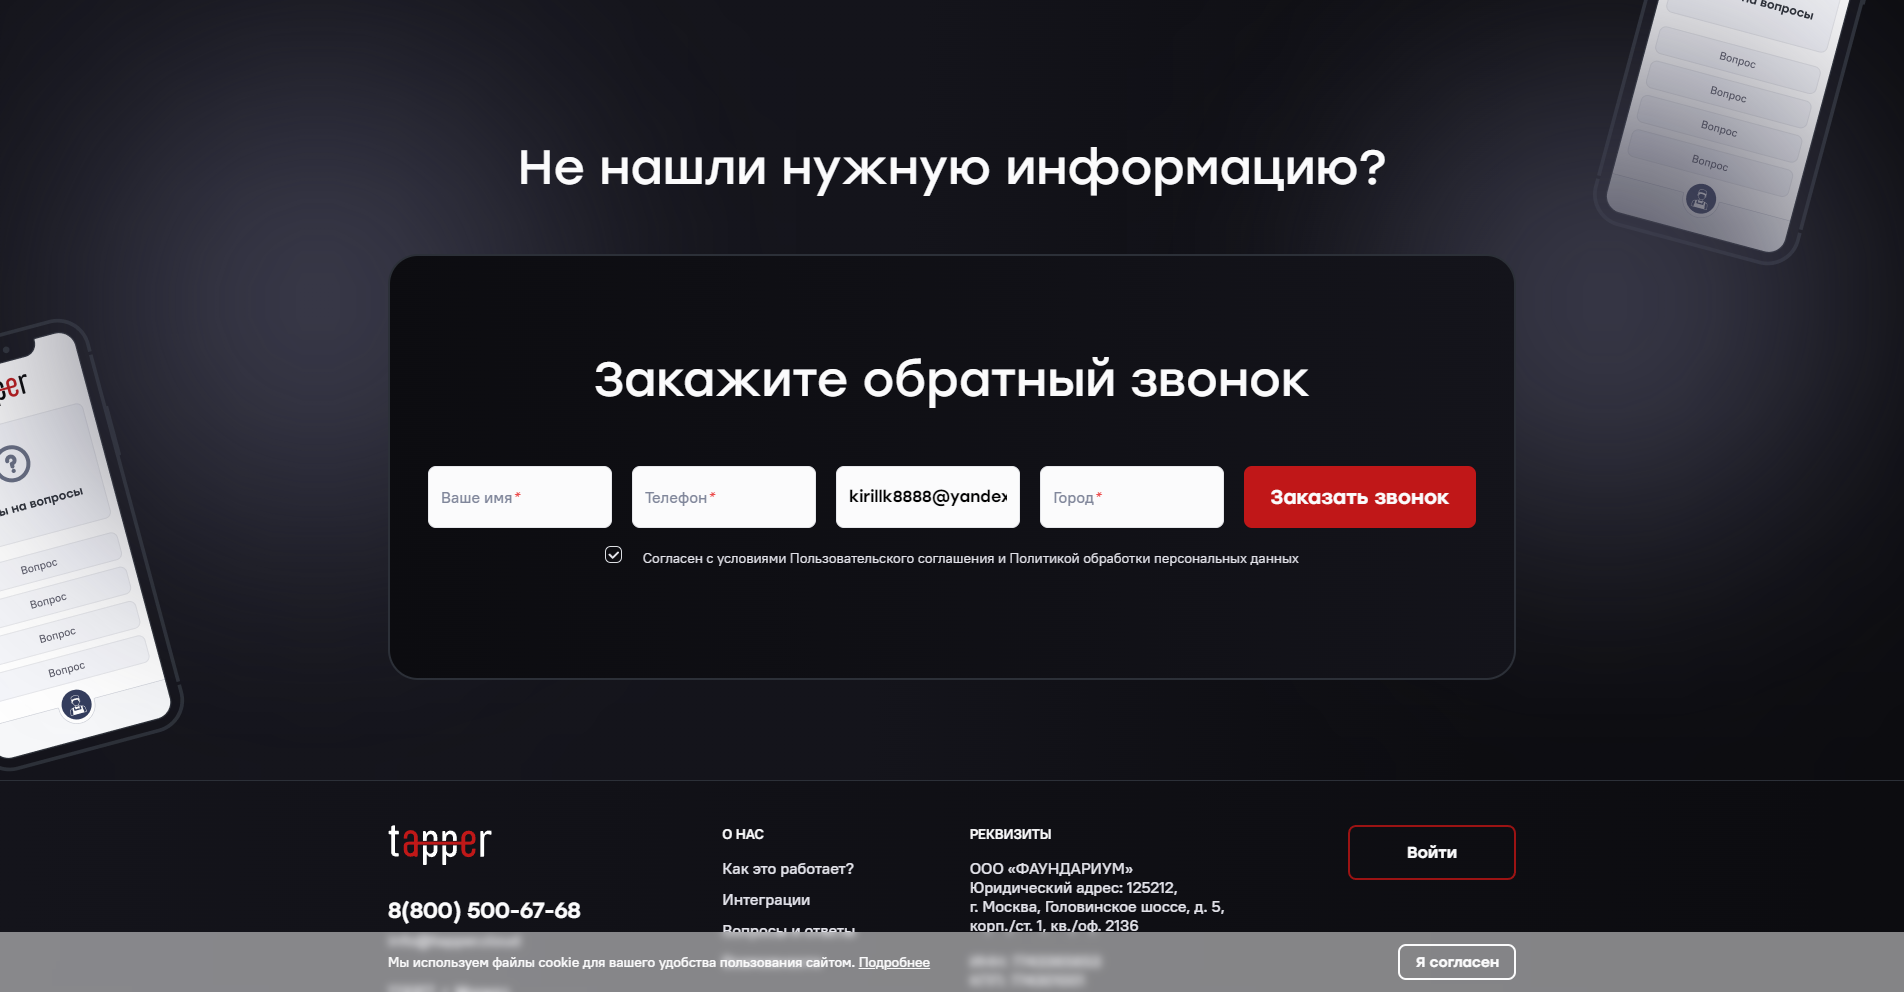 на вопросы
Вопрос
Вопрос
Вопрос
Вопрос
Не нашли нужную информацию?
Закажите обратный звонок
Ваше имя*
Телефон*
kirillk8888@yandex
Город*
Заказать звонок
Согласен с условиями Пользовательского соглашения и Политикой обработки персональных данных
per
ы на вопросы
Вопрос
Вопрос
Вопрос
Вопрос
tapper
8(800) 500-67-68
О НАС
Как это работает?
Интеграции
Вопросы и ответы
РЕКВИЗИТЫ
ООО «ФАУНДАРИУМ»
Юридический адрес: 125212,
г. Москва, Головинское шоссе, д. 5,
корп./ст. 1, кв./оф. 2136
Войти
Мы используем файлы cookie для вашего удобства пользования сайтом. Подробнее
Я согласен